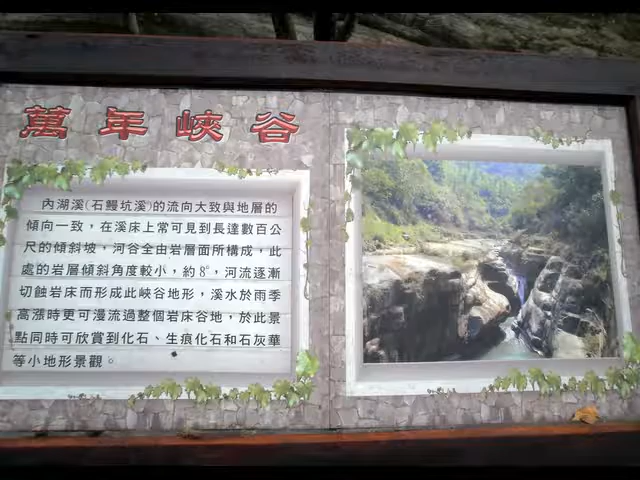 萬年峽谷
內湖溪(石鰻坑溪)的流向大致與地層的
傾向一致，在溪床上常可見到長達數百公
尺的傾斜坡，河谷全由岩層面所構成，此
處的岩層傾斜角度較小，約8°，河流逐漸
切蝕岩床而形成此峽谷地形，溪水於雨季
高漲時更可漫流過整個岩床谷地，於此景
點同時可欣賞到化石、生痕化石和石灰華
等小地形景觀。